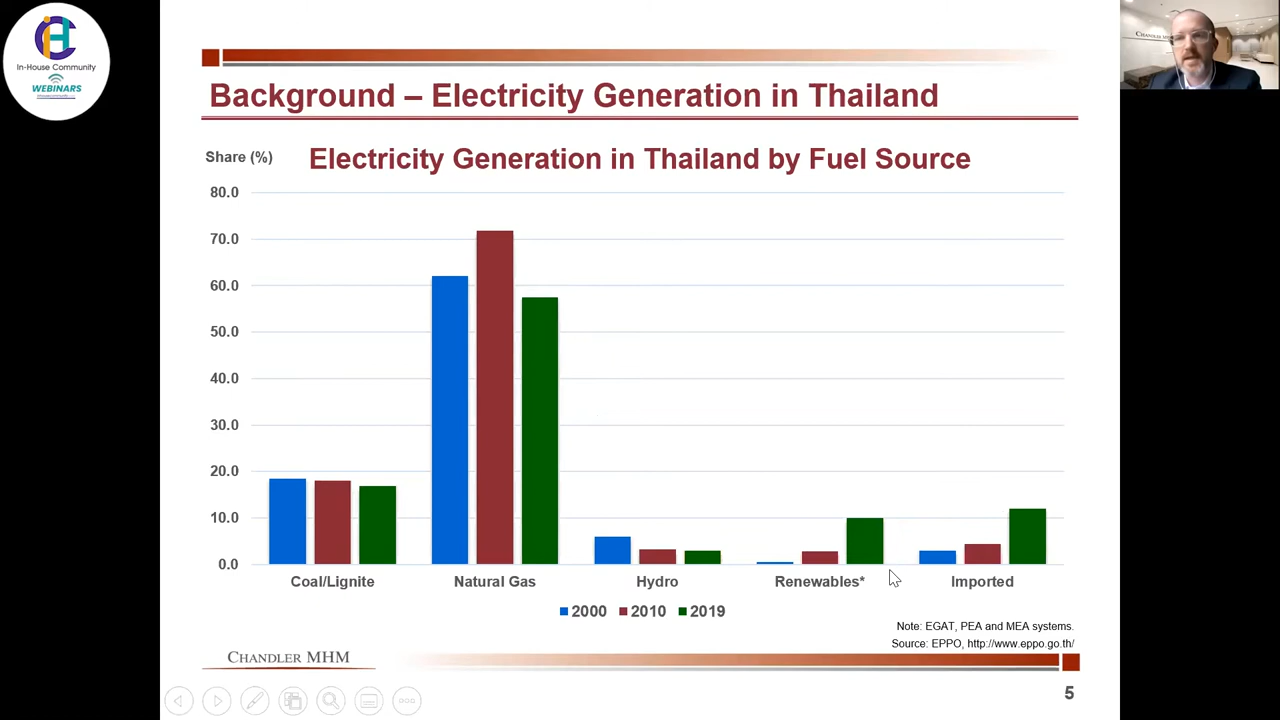 In-House Community
WEBINARS
CHANDLER MHM
Background – Electricity Generation in Thailand
Share (%)
Electricity Generation in Thailand by Fuel Source
80.0
70.0
60.0
50.0
40.0
30.0
20.0
10.0
0.0
Coal/Lignite Natural Gas Hydro Renewables* Imported
2000 2010 2019
Note: EGAT, PEA and MEA systems.
Source: EPPO, http://www.eppo.go.th/
CHANDLER MHM
5